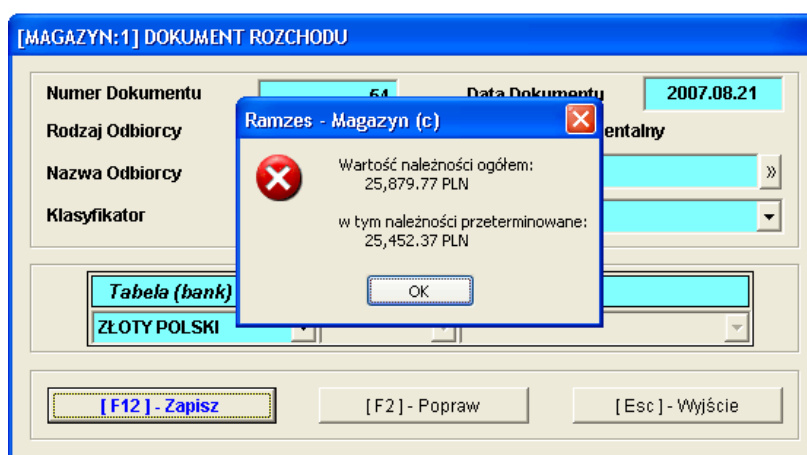 [MAGAZYN:1] DOKUMENT ROZCHODU
Numer Dokumentu 64 Data Dokumentu 2007.08.21
Ramzes - Magazyn (c)
Rodzaj Odbiorcy
Wartość należności ogółem:
25,879.77 PLN
Nazwa Odbiorcy
w tym należności przeterminowane:
25,452.37 PLN
Klasyfikator
OK
Tabela (bank)
ZŁOTY POLSKI
[ F12 ] - Zapisz [ F2 ] - Popraw [ Esc ] - Wyjście